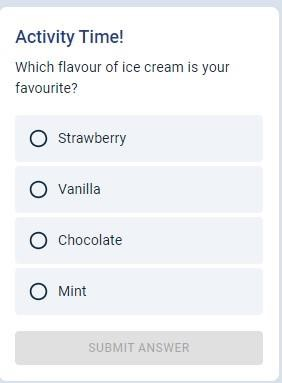 Activity Time!
Which flavour of ice cream is your
favourite?
Strawberry
Vanilla
Chocolate
Mint
SUBMIT ANSWER